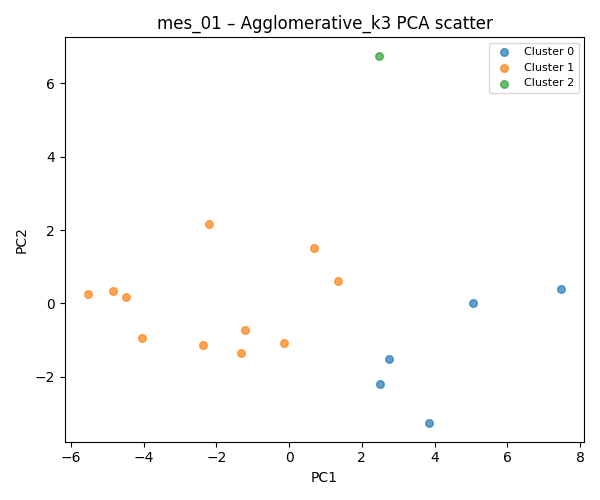 mes_01 – Agglomerative_k3 PCA scatter
Cluster 0
Cluster 1
Cluster 2
PC2
6
4
2
0
−2
−6
−4
−2
0
2
4
6
8
PC1